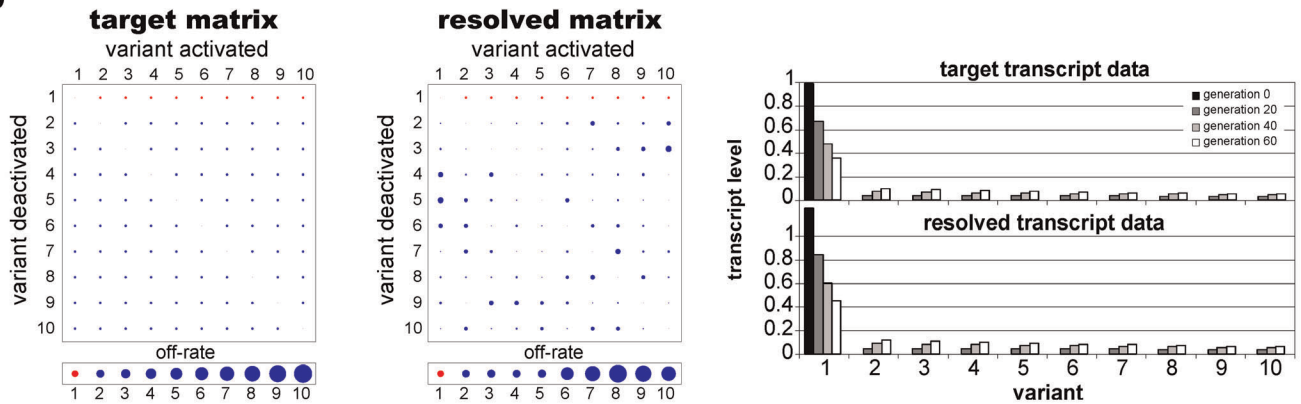 target matrix
variant activated
1 2 3 4 5 6 7 8 9 10
variant deactivated
1
2
3
4
5
6
7
8
9
10
off-rate
1 2 3 4 5 6 7 8 9 10
resolved matrix
variant activated
1 2 3 4 5 6 7 8 9 10
variant deactivated
1
2
3
4
5
6
7
8
9
10
off-rate
1 2 3 4 5 6 7 8 9 10
target transcript data
1
0.8
0.6
0.4
0.2
0
generation 0
generation 20
generation 40
generation 60
transcript level
resolved transcript data
1
0.8
0.6
0.4
0.2
0
1 2 3 4 5 6 7 8 9 10
variant